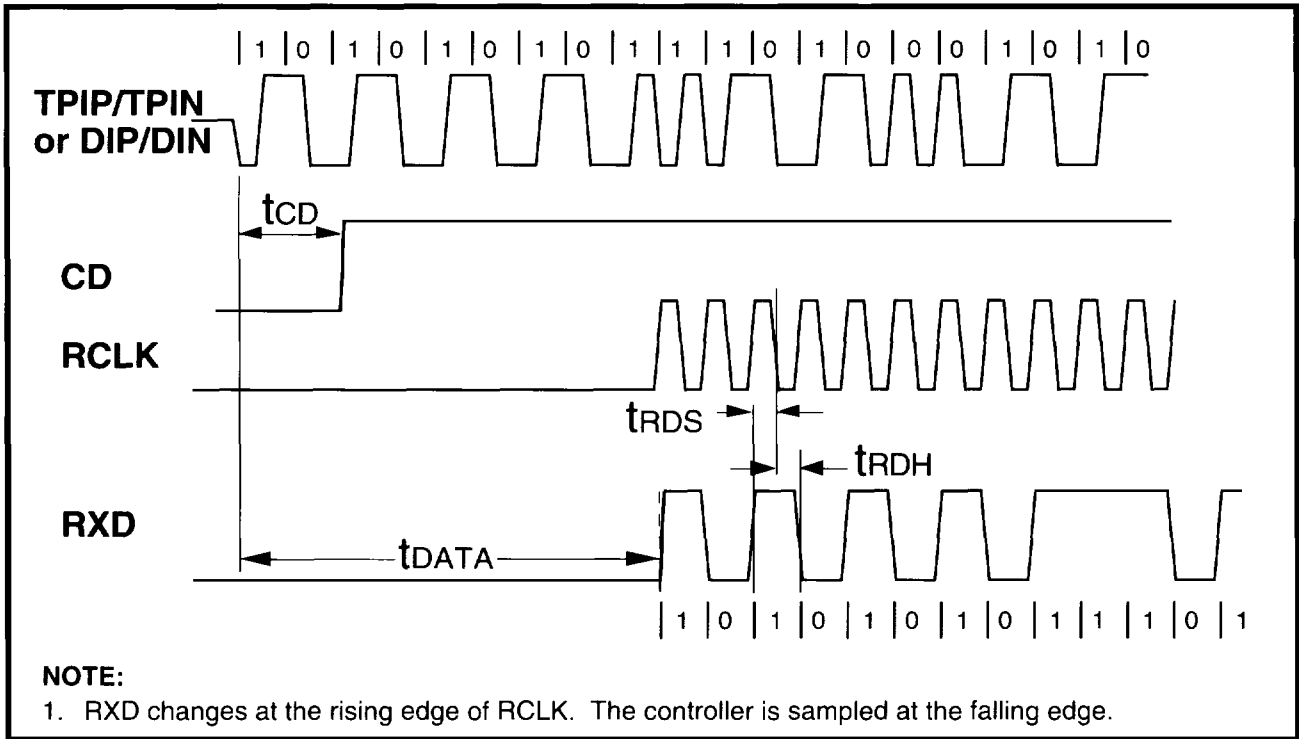 1 0 1 0 1 0 1 0 1 1 1 0 1 0 0 0 1 0 1 0
TPIP/TPIN
or DIP/DIN
tCD
CD
RCLK
tRDS
tRDH
RXD
tDATA
1 0 1 0 1 0 1 0 1 1 1 0 1
NOTE:
1. RXD changes at the rising edge of RCLK. The controller is sampled at the falling edge.